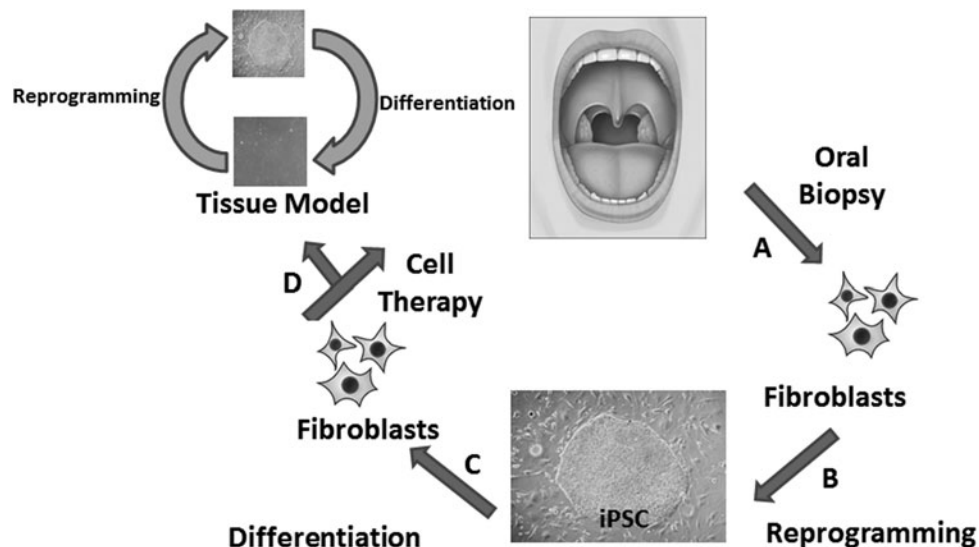 Reprogramming
Differentiation
Tissue Model
Oral
Biopsy
A
Fibroblasts
B
Reprogramming
iPSC
C
Differentiation
Fibroblasts
D
Cell
Therapy